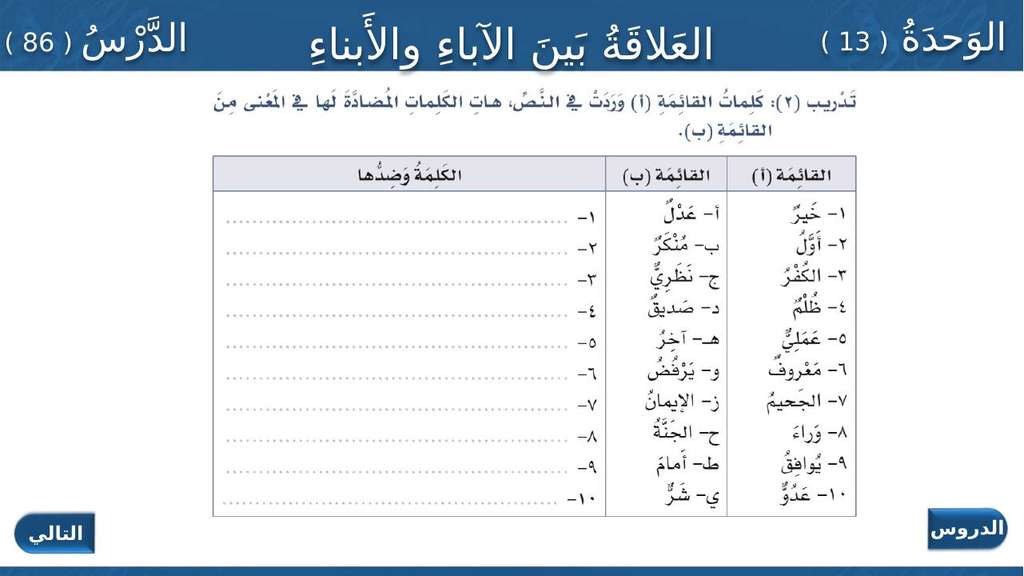 الوَحدَةُ ( 13 ) العَلاقَةُ بَينَ الآباءِ والأَبناءِ الدَّرْسُ ( 86 )
تَدْريب (٢): كَلِماتُ القائِمَةِ (أ) وَرَدَتْ في النَّصِّ، هاتِ الكَلِماتِ المُضادَّةَ لَها في المَعْنى مِنَ
القائِمَةِ (ب).
القائِمَة (أ) القائِمَة (ب) الكَلِمَةُ وَضِدُّها
١- خَيرٌ أ- عَدْلٌ ١- ........................
٢- أَوَّلُ ب- مُنْكَرٌ ٢- ........................
٣- الكُفْرُ ج- نَظَرِيٌّ ٣- ........................
٤- ظُلْمٌ د- صَديقٌ ٤- ........................
٥- عَمَلِيٌّ هـ- آخِرُ ٥- ........................
٦- مَعْروفٌ و- يَرْفُضُ ٦- ........................
٧- الجَحيمُ ز- الإيمانُ ٧- ........................
٨- وَراءَ ح- الجَنَّةُ ٨- ........................
٩- يُوافِقُ ط- أَمامَ ٩- ........................
١٠- عَدُوٌّ ي- شَرٌّ ١٠- ........................
الدروس التالي